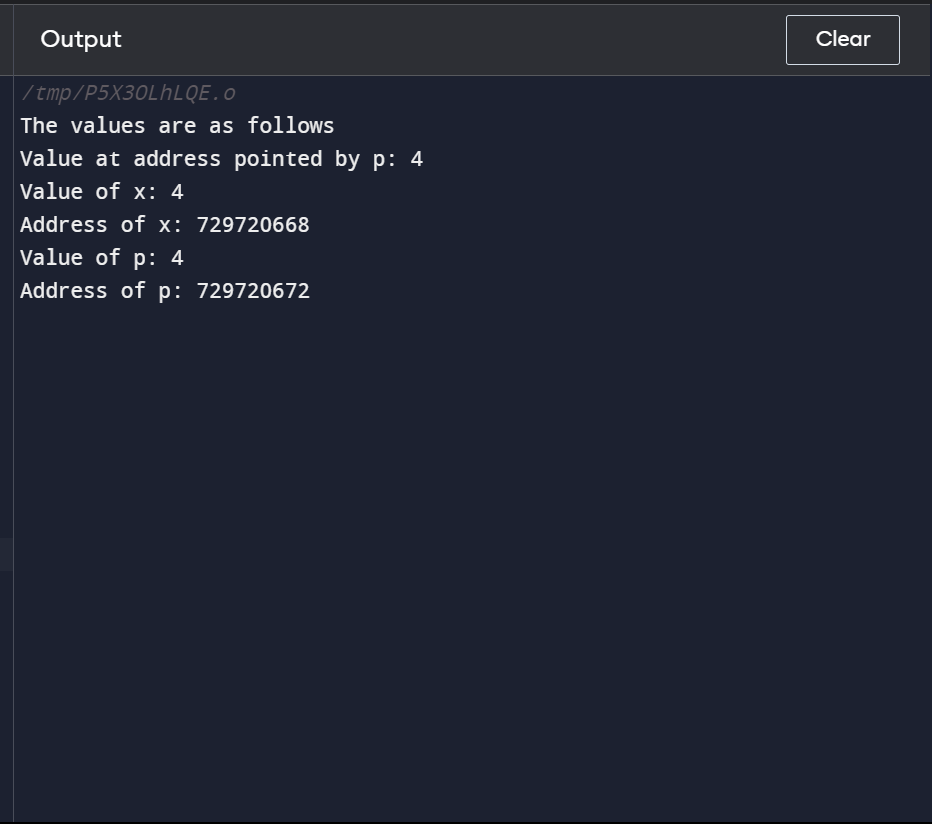 Output
Clear
/tmp/P5X3OLhLQE.o
The values are as follows
Value at address pointed by p: 4
Value of x: 4
Address of x: 729720668
Value of p: 4
Address of p: 729720672